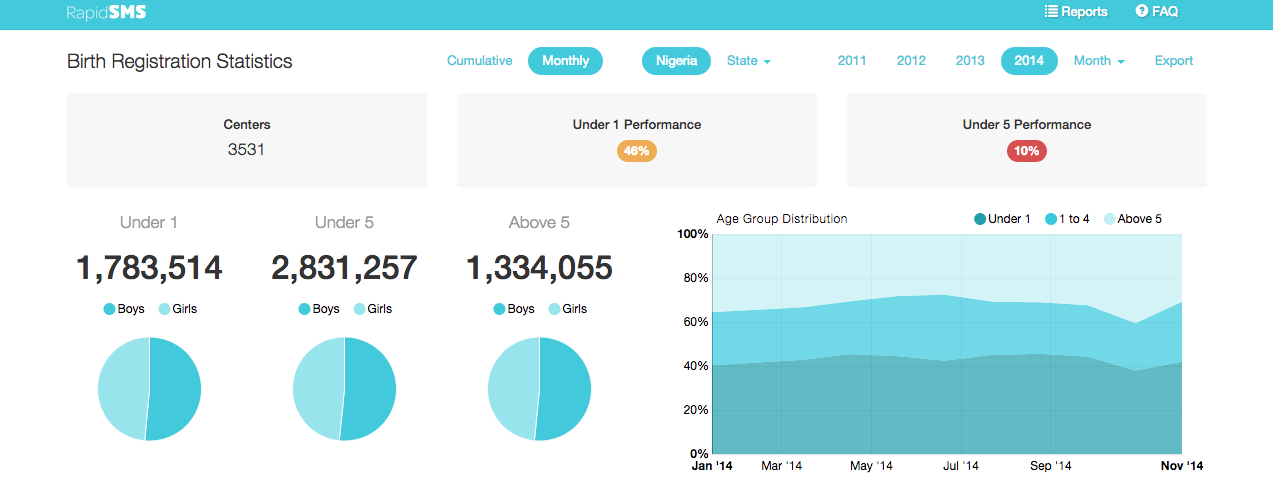 RapidSMS Reports FAQ
Birth Registration Statistics Cumulative Monthly Nigeria State 2011 2012 2013 2014 Month Export
Centers Under 1 Performance Under 5 Performance
3531 46% 10%
Under 1 Under 5 Above 5
1,783,514 2,831,257 1,334,055
Boys Girls Boys Girls Boys Girls
Age Group Distribution Under 1 1 to 4 Above 5
100%
80%
60%
40%
20%
0%
Jan '14 Mar '14 May '14 Jul '14 Sep '14 Nov '14